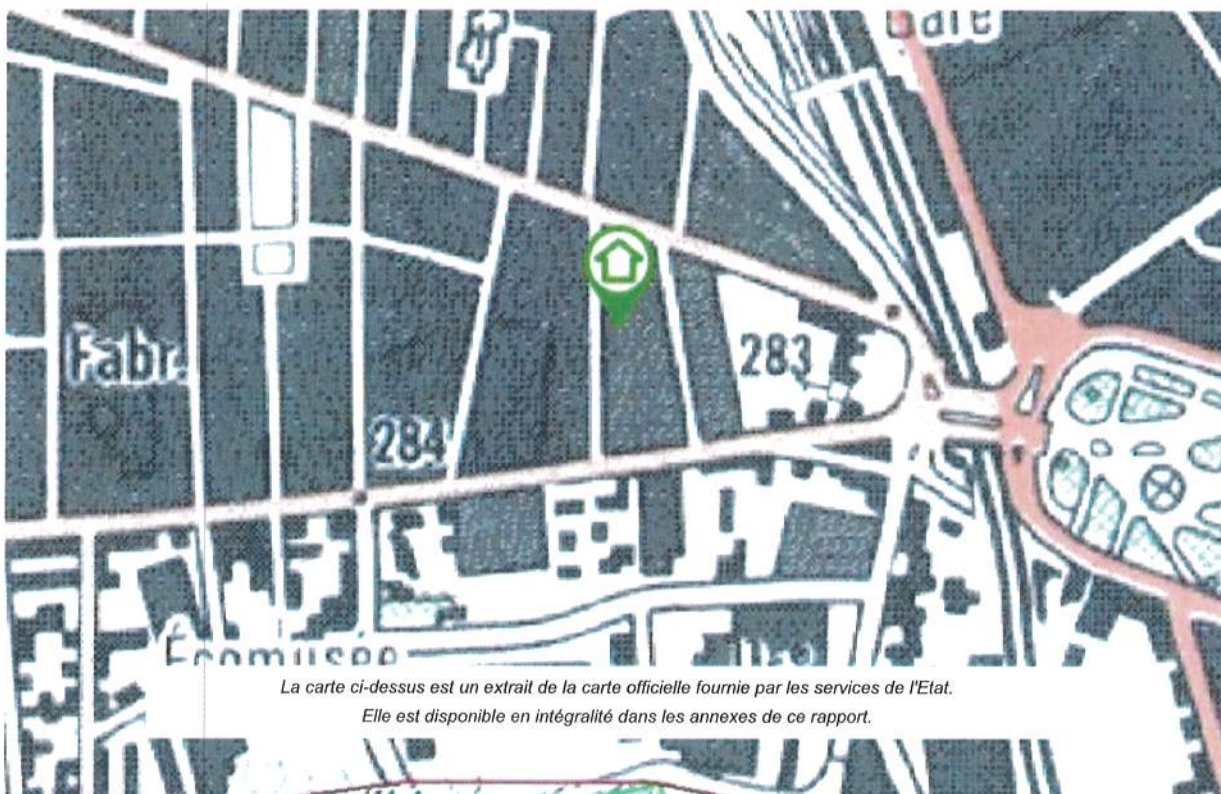 Gare
283
Fabr.
284
Écomusée
La carte ci-dessus est un extrait de la carte officielle fournie par les services de l'Etat.
Elle est disponible en intégralité dans les annexes de ce rapport.